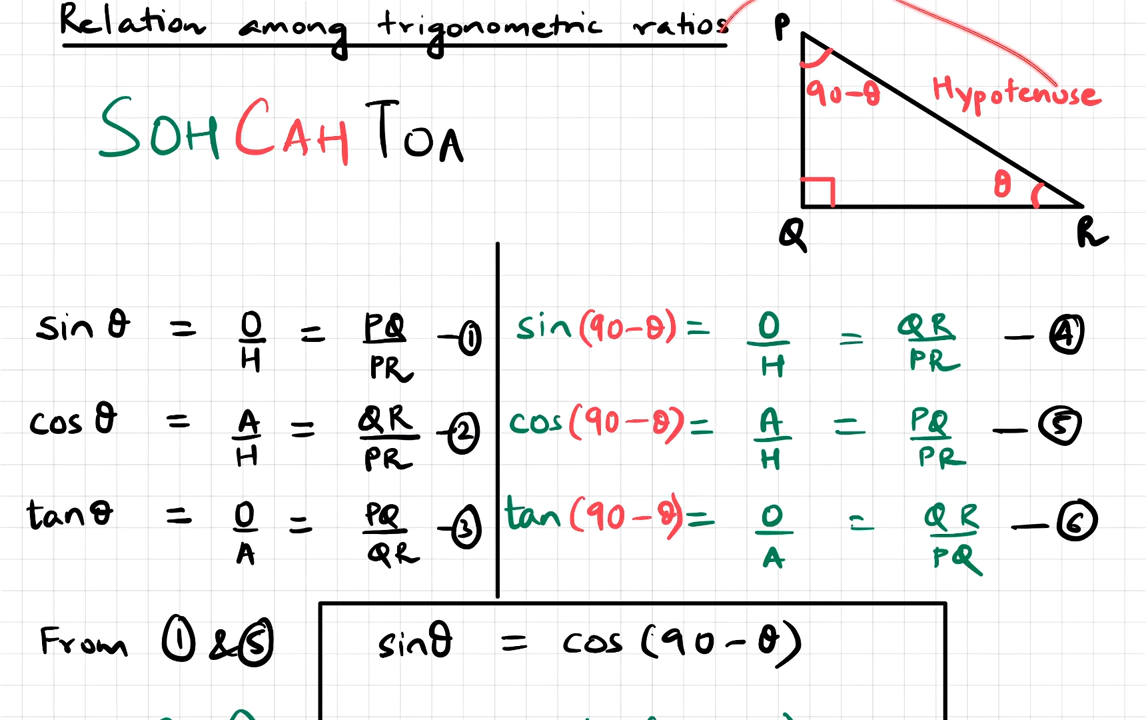 Relation among trigonometric ratios
SOH CAH TOA
P
90-θ
Hypotenuse
θ
Q
R
sin θ = O/H = PQ/PR -①
cos θ = A/H = QR/PR -②
tan θ = O/A = PQ/QR -③
sin(90-θ) = O/H = QR/PR - ④
cos(90-θ) = A/H = PQ/PR - ⑤
tan(90-θ) = O/A = QR/PQ - ⑥
From ① & ⑤
sinθ = cos (90-θ)